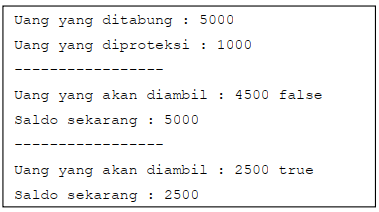 Uang yang ditabung : 5000
Uang yang diproteksi : 1000
-----------------
Uang yang akan diambil : 4500 false
Saldo sekarang : 5000
-----------------
Uang yang akan diambil : 2500 true
Saldo sekarang : 2500